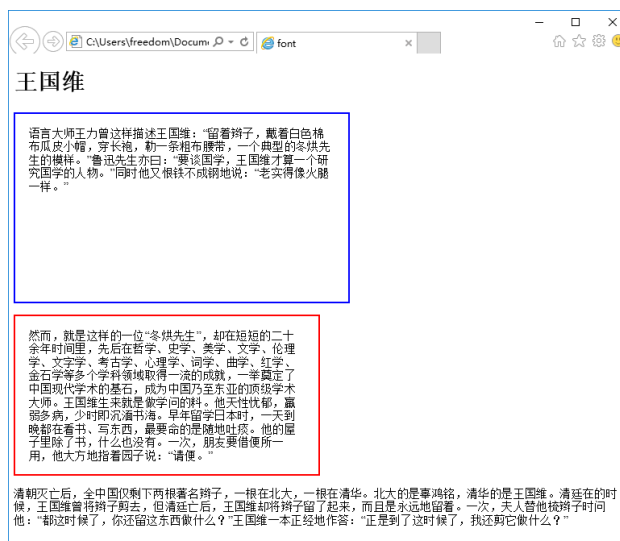 C:\Users\freedom\Docum
font
王国维
语言大师王力曾这样描述王国维：“留着辫子，戴着白色棉
布瓜皮小帽，穿长袍，勒一条粗布腰带，一个典型的冬烘先
生的模样。”鲁迅先生亦曰：“要谈国学，王国维才算一个研
究国学的人物。”同时他又恨铁不成钢地说：“老实得像火腿
一样。”
然而，就是这样的一位“冬烘先生”，却在短短的二十
余年时间里，先后在哲学、史学、美学、文学、伦理
学、文字学、考古学、心理学、词学、曲学、红学、
金石学等多个学科领域取得一流的成就，一举奠定了
中国现代学术的基石，成为中国乃至东亚的顶级学术
大师。王国维生来就是做学问的料。他天性忧郁，羸
弱多病，少时即沉湎书海。早年留学日本时，一天到
晚都在看书、写东西，最要命的是随地吐痰。他的屋
子里除了书，什么也没有。一次，朋友要借便所一
用，他大方地指着园子说：“请便。”
清朝灭亡后，全中国仅剩下两根著名辫子，一根在北大，一根在清华。北大的是辜鸿铭，清华的是王国维。清廷在的时
候，王国维曾将辫子剪去，但清廷亡后，王国维却将辫子留了起来，而且是永远地留着。一次，夫人替他梳辫子时问
他：“都这时候了，你还留这东西做什么？”王国维一本正经地作答：“正是到了这时候了，我还剪它做什么？”